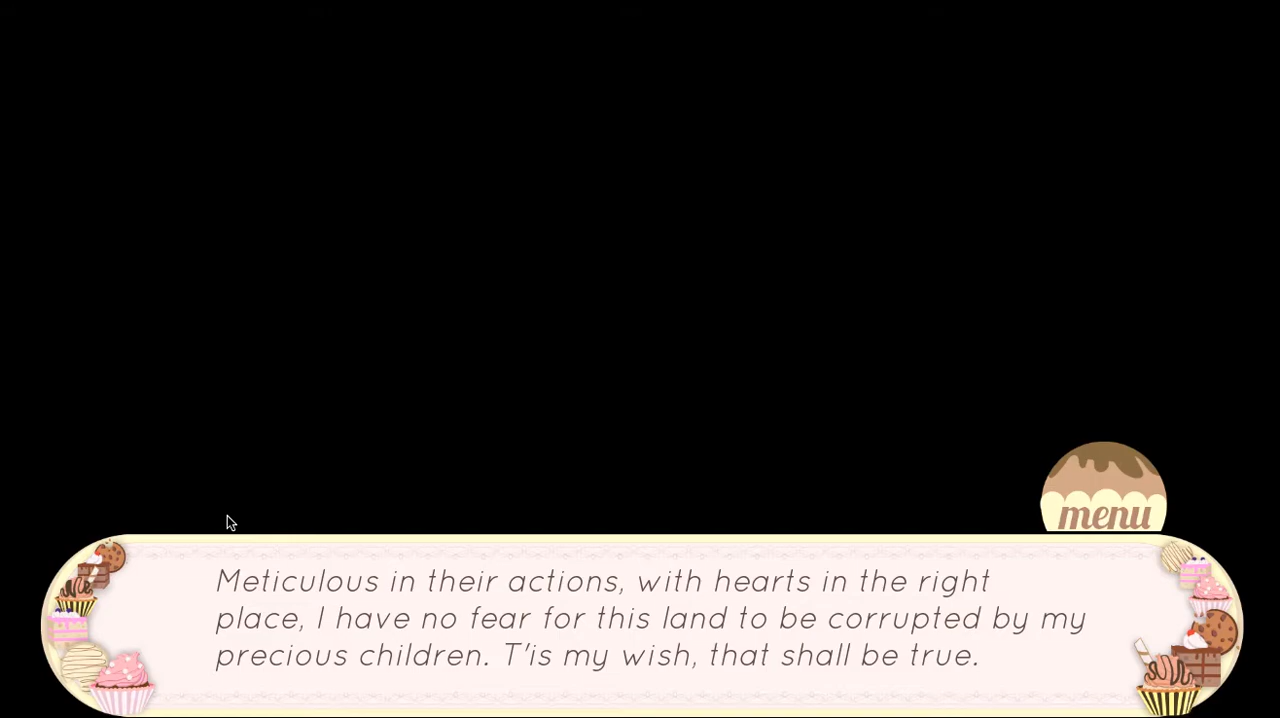 menu
Meticulous in their actions, with hearts in the right
place, I have no fear for this land to be corrupted by my
precious children. T'is my wish, that shall be true.